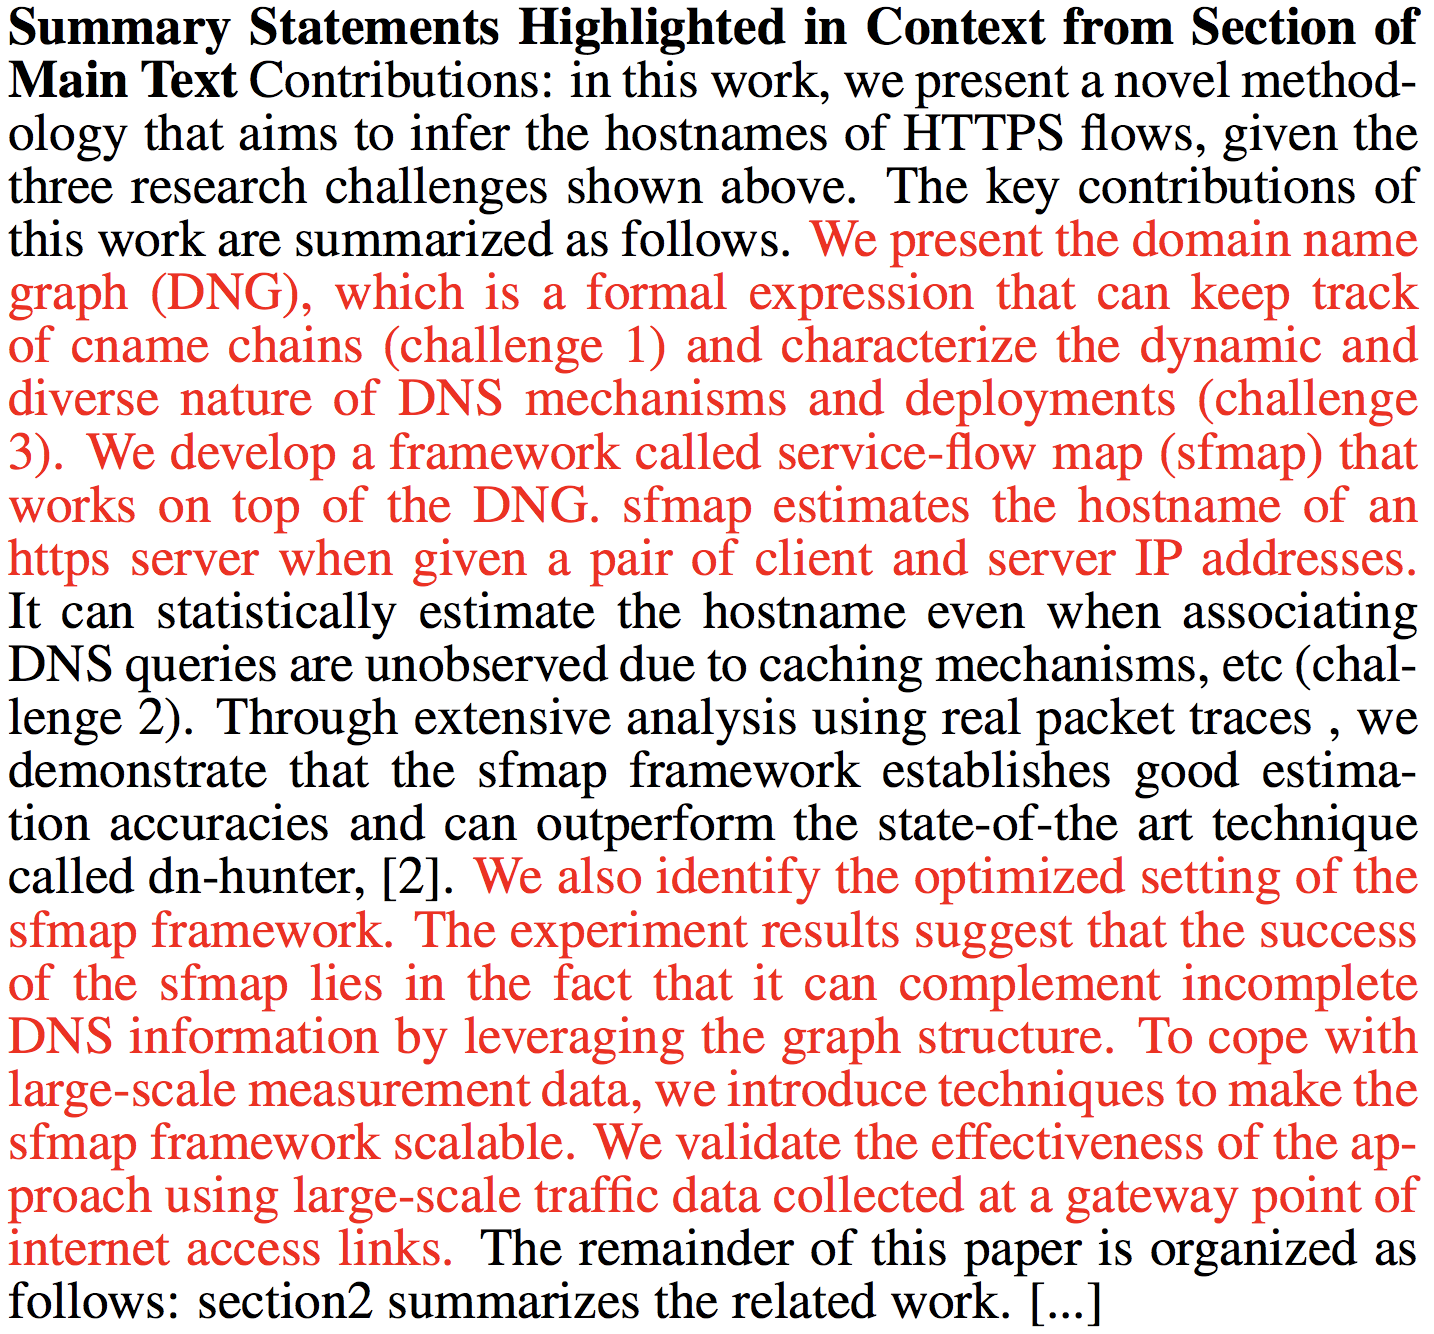 Summary Statements Highlighted in Context from Section of
Main Text Contributions: in this work, we present a novel method-
ology that aims to infer the hostnames of HTTPS flows, given the
three research challenges shown above. The key contributions of
this work are summarized as follows. We present the domain name
graph (DNG), which is a formal expression that can keep track
of cname chains (challenge 1) and characterize the dynamic and
diverse nature of DNS mechanisms and deployments (challenge
3). We develop a framework called service-flow map (sfmap) that
works on top of the DNG. sfmap estimates the hostname of an
https server when given a pair of client and server IP addresses.
It can statistically estimate the hostname even when associating
DNS queries are unobserved due to caching mechanisms, etc (chal-
lenge 2). Through extensive analysis using real packet traces , we
demonstrate that the sfmap framework establishes good estima-
tion accuracies and can outperform the state-of-the art technique
called dn-hunter, [2]. We also identify the optimized setting of the
sfmap framework. The experiment results suggest that the success
of the sfmap lies in the fact that it can complement incomplete
DNS information by leveraging the graph structure. To cope with
large-scale measurement data, we introduce techniques to make the
sfmap framework scalable. We validate the effectiveness of the ap-
proach using large-scale traffic data collected at a gateway point of
internet access links. The remainder of this paper is organized as
follows: section2 summarizes the related work. [...]